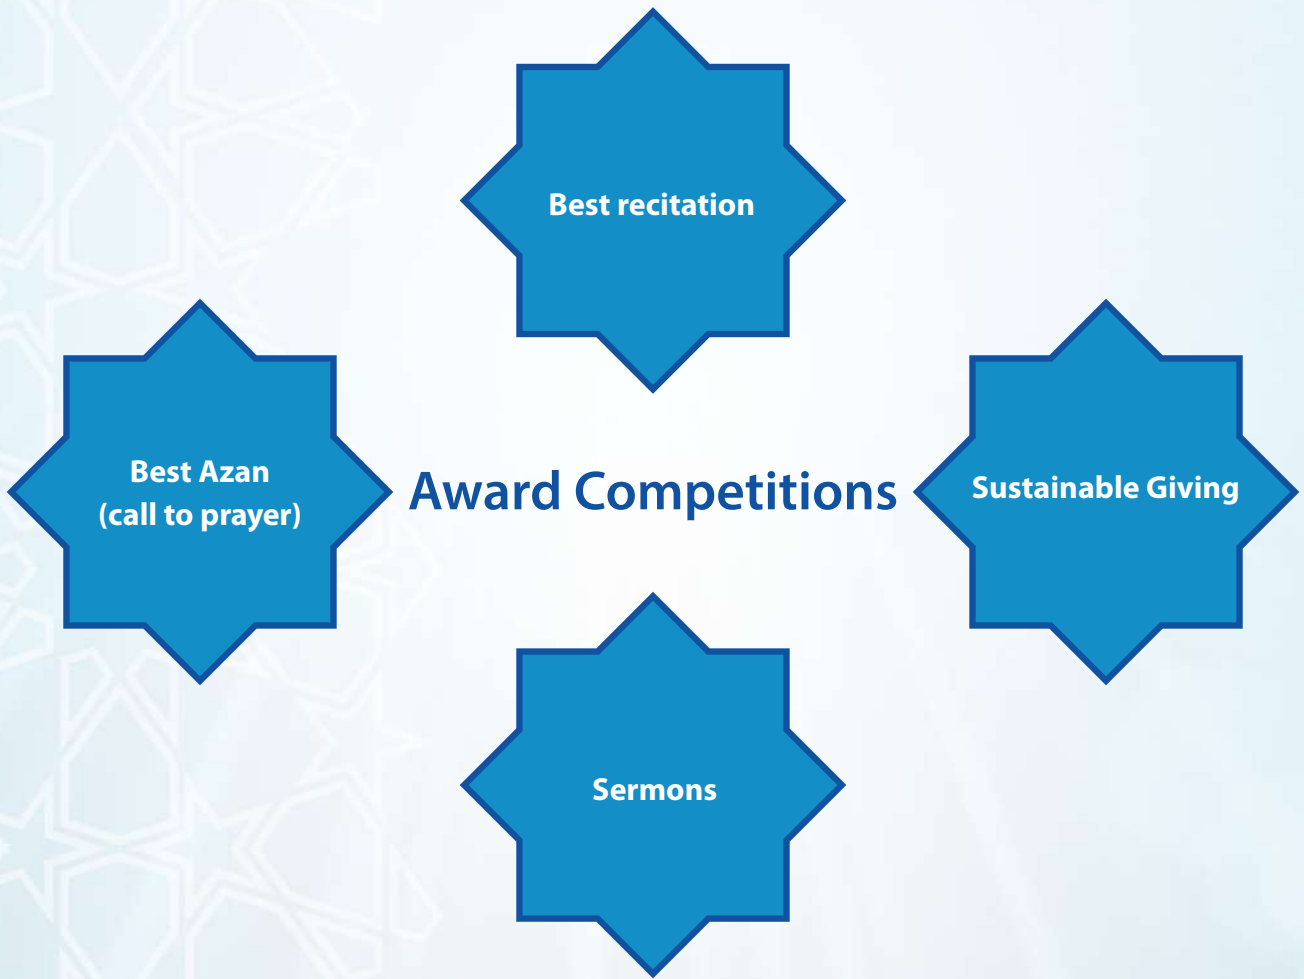 Best recitation
Best Azan
(call to prayer)
Award Competitions
Sustainable Giving
Sermons